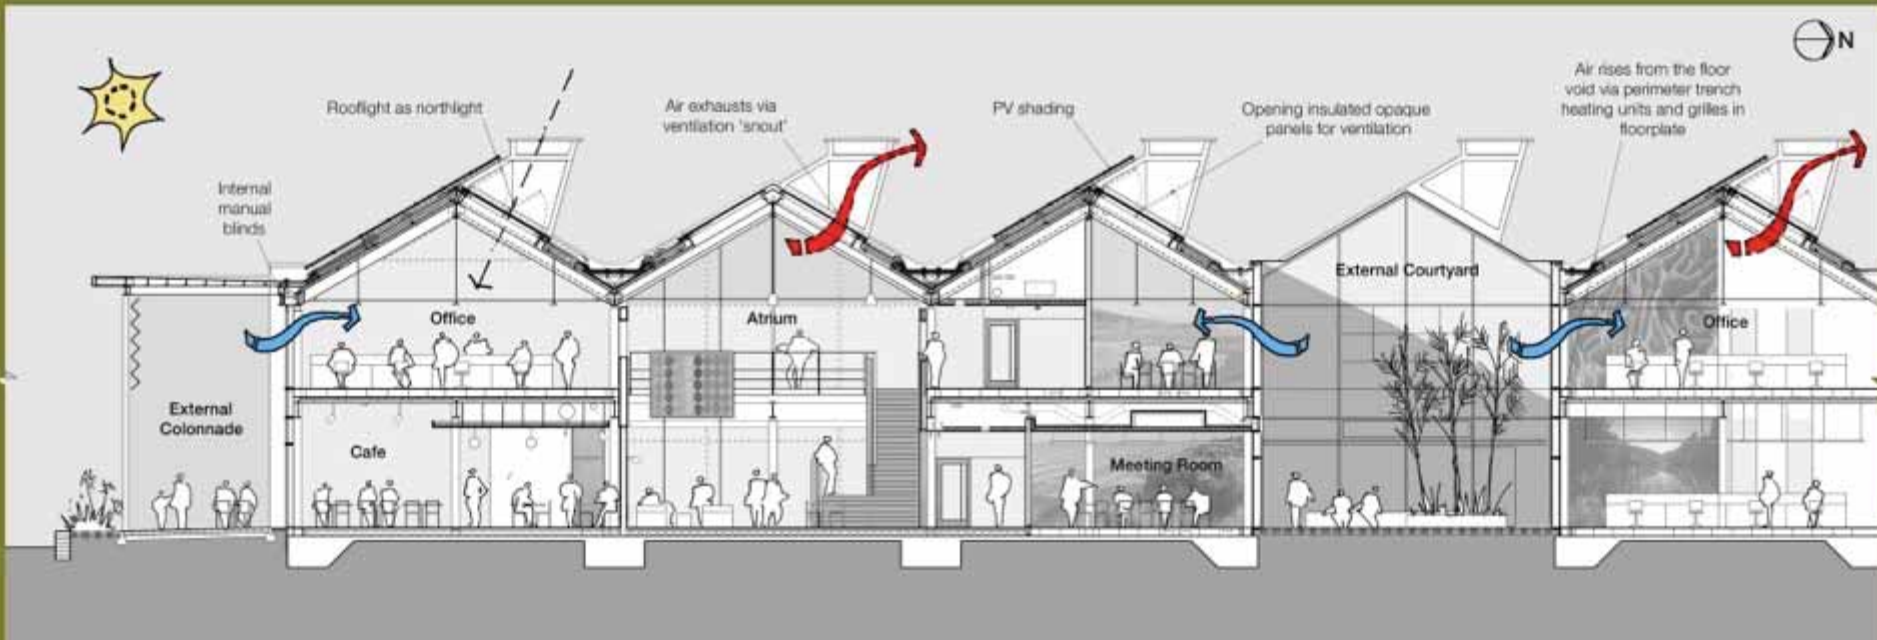 N
Rooflight as northlight
Air exhausts via
ventilation 'snout'
PV shading
Opening insulated opaque
panels for ventilation
Air rises from the floor
void via perimeter trench
heating units and grilles in
floorplate
Internal
manual
blinds
External Courtyard
Office
Atrium
Office
External
Colonnade
Cafe
Meeting Room